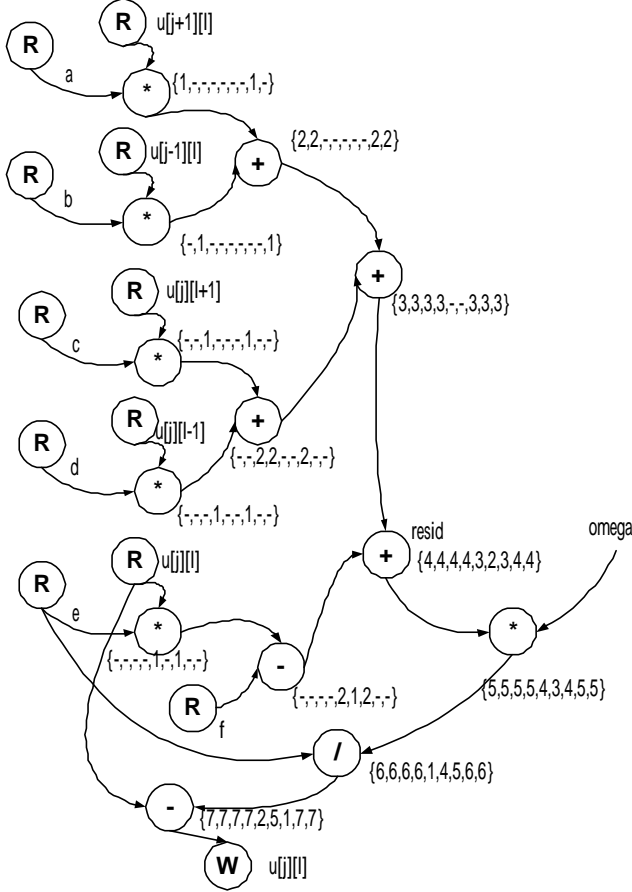 R
u[j+1][l]
R
a
*
{1,-,-,-,-,-,-,1,-}
{2,2,-,-,-,-,-,2,2}
R
u[j-1][l]
+
R
b
*
{-,1,-,-,-,-,-,-,1}
+
{3,3,3,3,-,-,3,3,3}
R
u[j][l+1]
R
c
*
{-,-,1,-,-,-,1,-,-}
R
u[j][l-1]
+
R
d
*
{-,-,2,2,-,-,2,-,-}
{-,-,-,1,-,-,1,-,-}
resid
omega
R
u[j][l]
+
{4,4,4,4,3,2,3,4,4}
R
e
*
*
{-,-,-,-,1,-,1,-,-}
-
{-,-,-,-,2,1,2,-,-}
{5,5,5,5,4,3,4,5,5}
R
f
/
{6,6,6,6,1,4,5,6,6}
-
{7,7,7,7,2,5,1,7,7}
W
u[j][l]